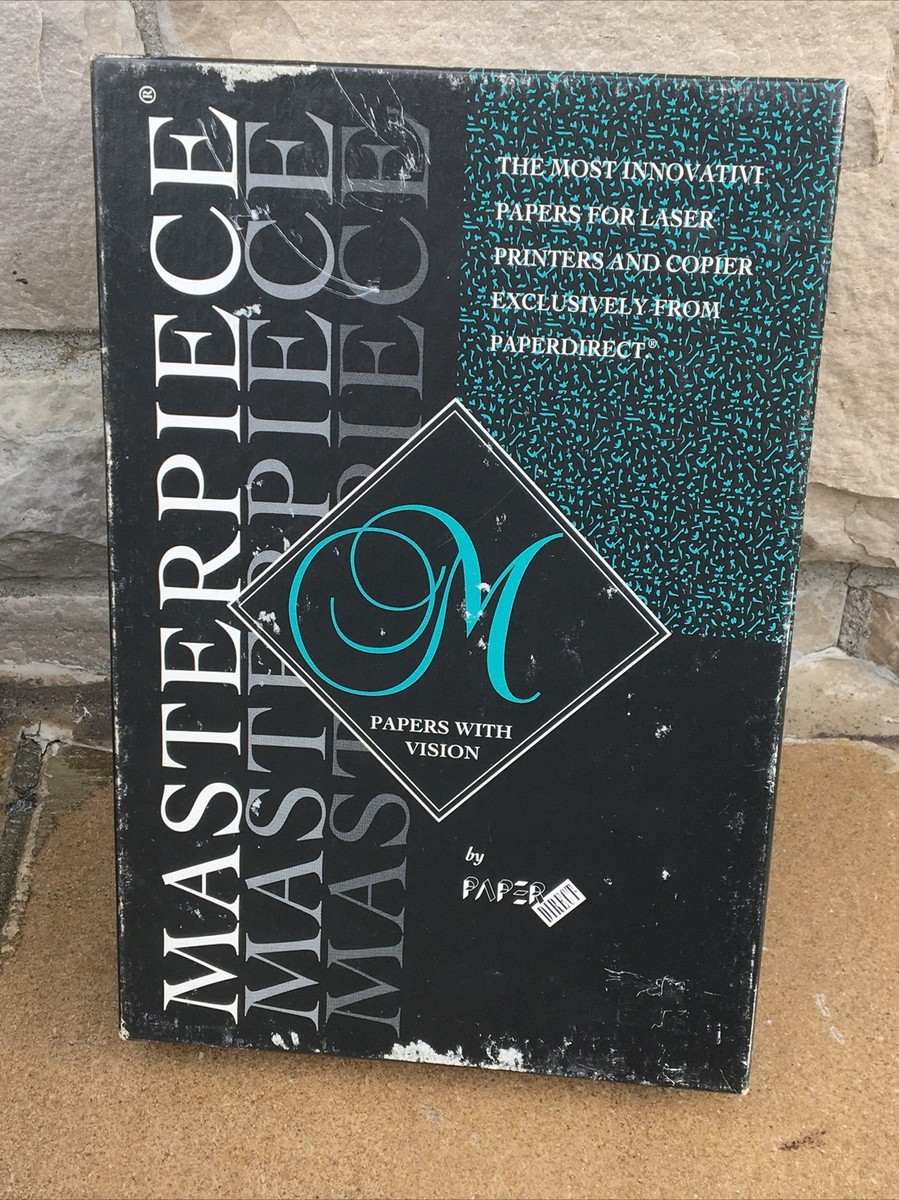 ®
MASTERPIECE
MASTERPIECE
MASTERPIECE
THE MOST INNOVATIVE
PAPERS FOR LASER
PRINTERS AND COPIER
EXCLUSIVELY FROM
PAPERDIRECT.®
M
PAPERS WITH
VISION
by
PAPER
DIRECT